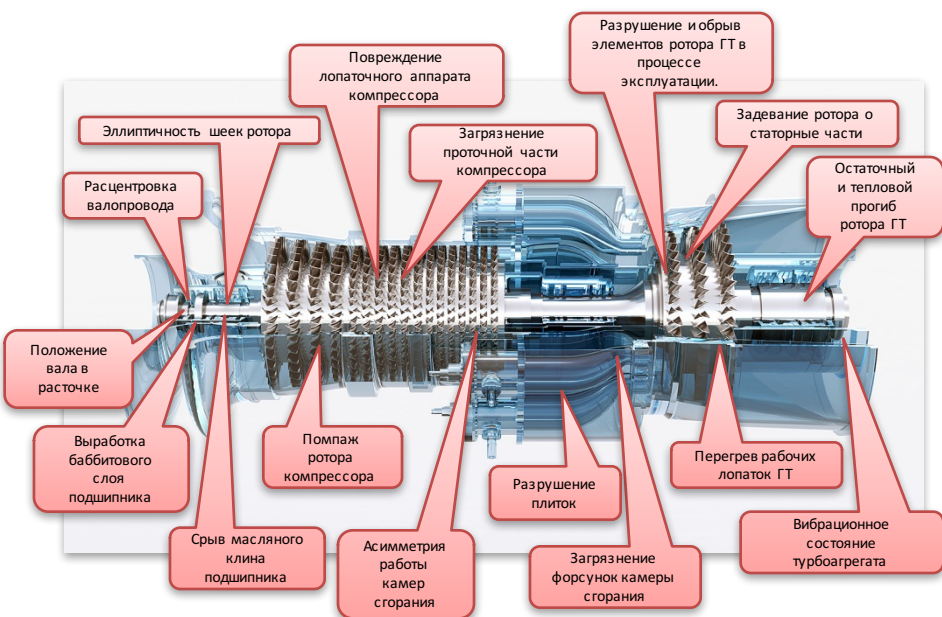 Разрушение и обрыв
элементов ротора ГТ в
процессе
эксплуатации.
Повреждение
лопаточного аппарата
компрессора
Задевание ротора о
статорные части
Эллиптичность шеек ротора
Загрязнение
проточной части
компрессора
Остаточный
и тепловой
прогиб
ротора ГТ
Расцентровка
валопровода
Положение
вала в
расточке
Выработка
баббитового
слоя
подшипника
Помпаж
ротора
компрессора
Перегрев рабочих
лопаток ГТ
Разрушение
плиток
Срыв масляного
клина
подшипника
Асимметрия
работы
камер
сгорания
Загрязнение
форсунок камеры
сгорания
Вибрационное
состояние
турбоагрегата